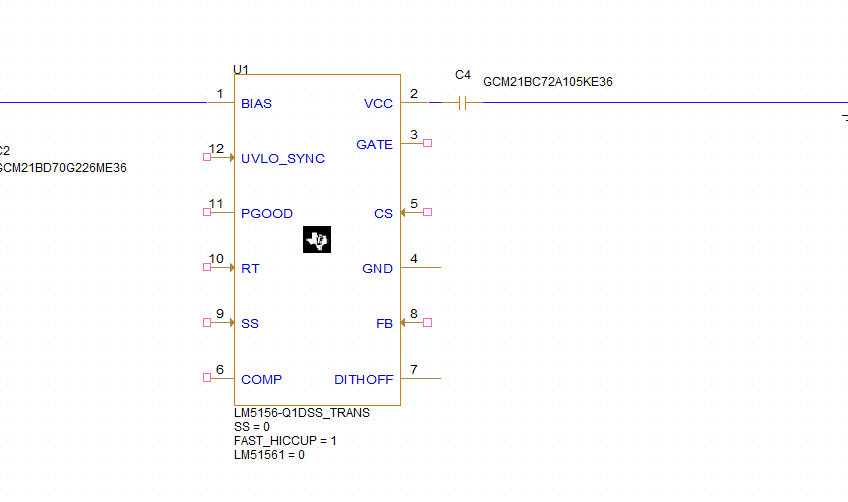 U1
C4
GCM21BC72A105KE36
1
BIAS
VCC
2
GATE
3
C2
GCM21BD70G226ME36
12
UVLO_SYNC
11
PGOOD
CS
5
10
RT
GND
4
9
SS
FB
8
6
COMP
DITHOFF
7
LM5156-Q1DSS_TRANS
SS = 0
FAST_HICCUP = 1
LM51561 = 0